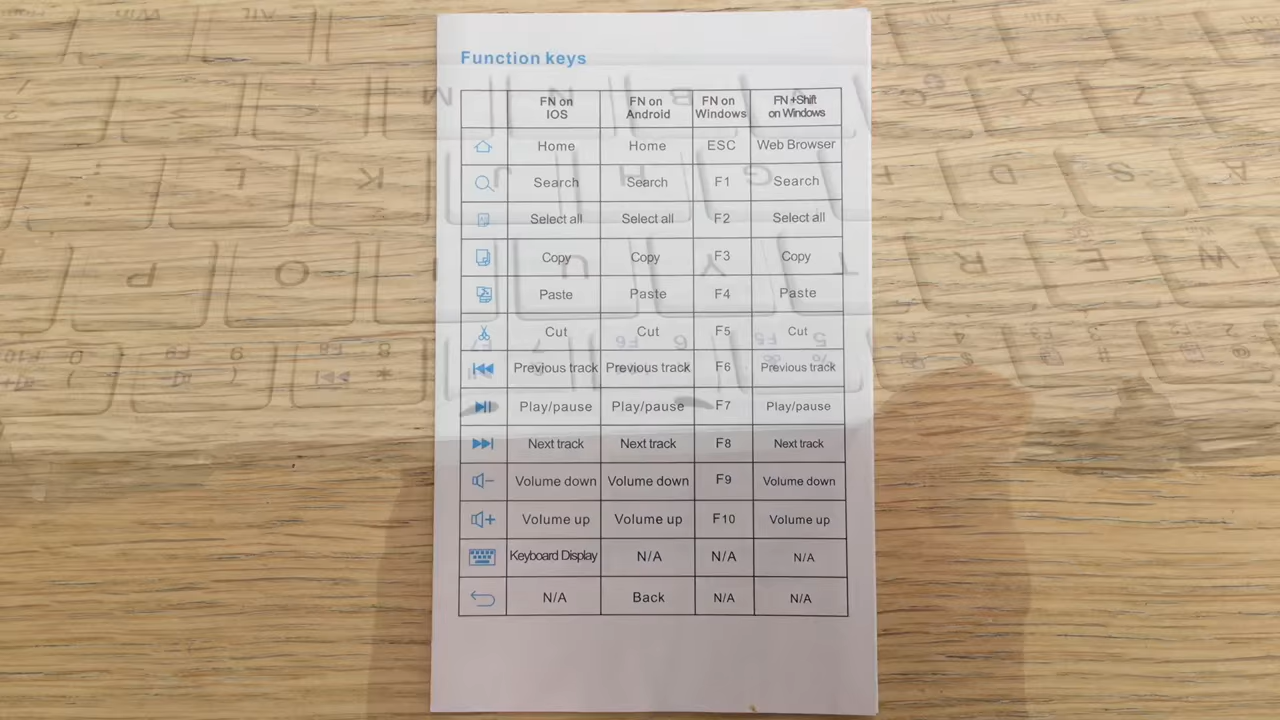 Function keys
FN on IOS FN on Android FN on Windows FN +Shift on Windows
Home Home ESC Web Browser
Search Search F1 Search
Select all Select all F2 Select all
Copy Copy F3 Copy
Paste Paste F4 Paste
Cut Cut F5 Cut
Previous track Previous track F6 Previous track
Play/pause Play/pause F7 Play/pause
Next track Next track F8 Next track
Volume down Volume down F9 Volume down
Volume up Volume up F10 Volume up
Keyboard Display N/A N/A N/A
N/A Back N/A N/A